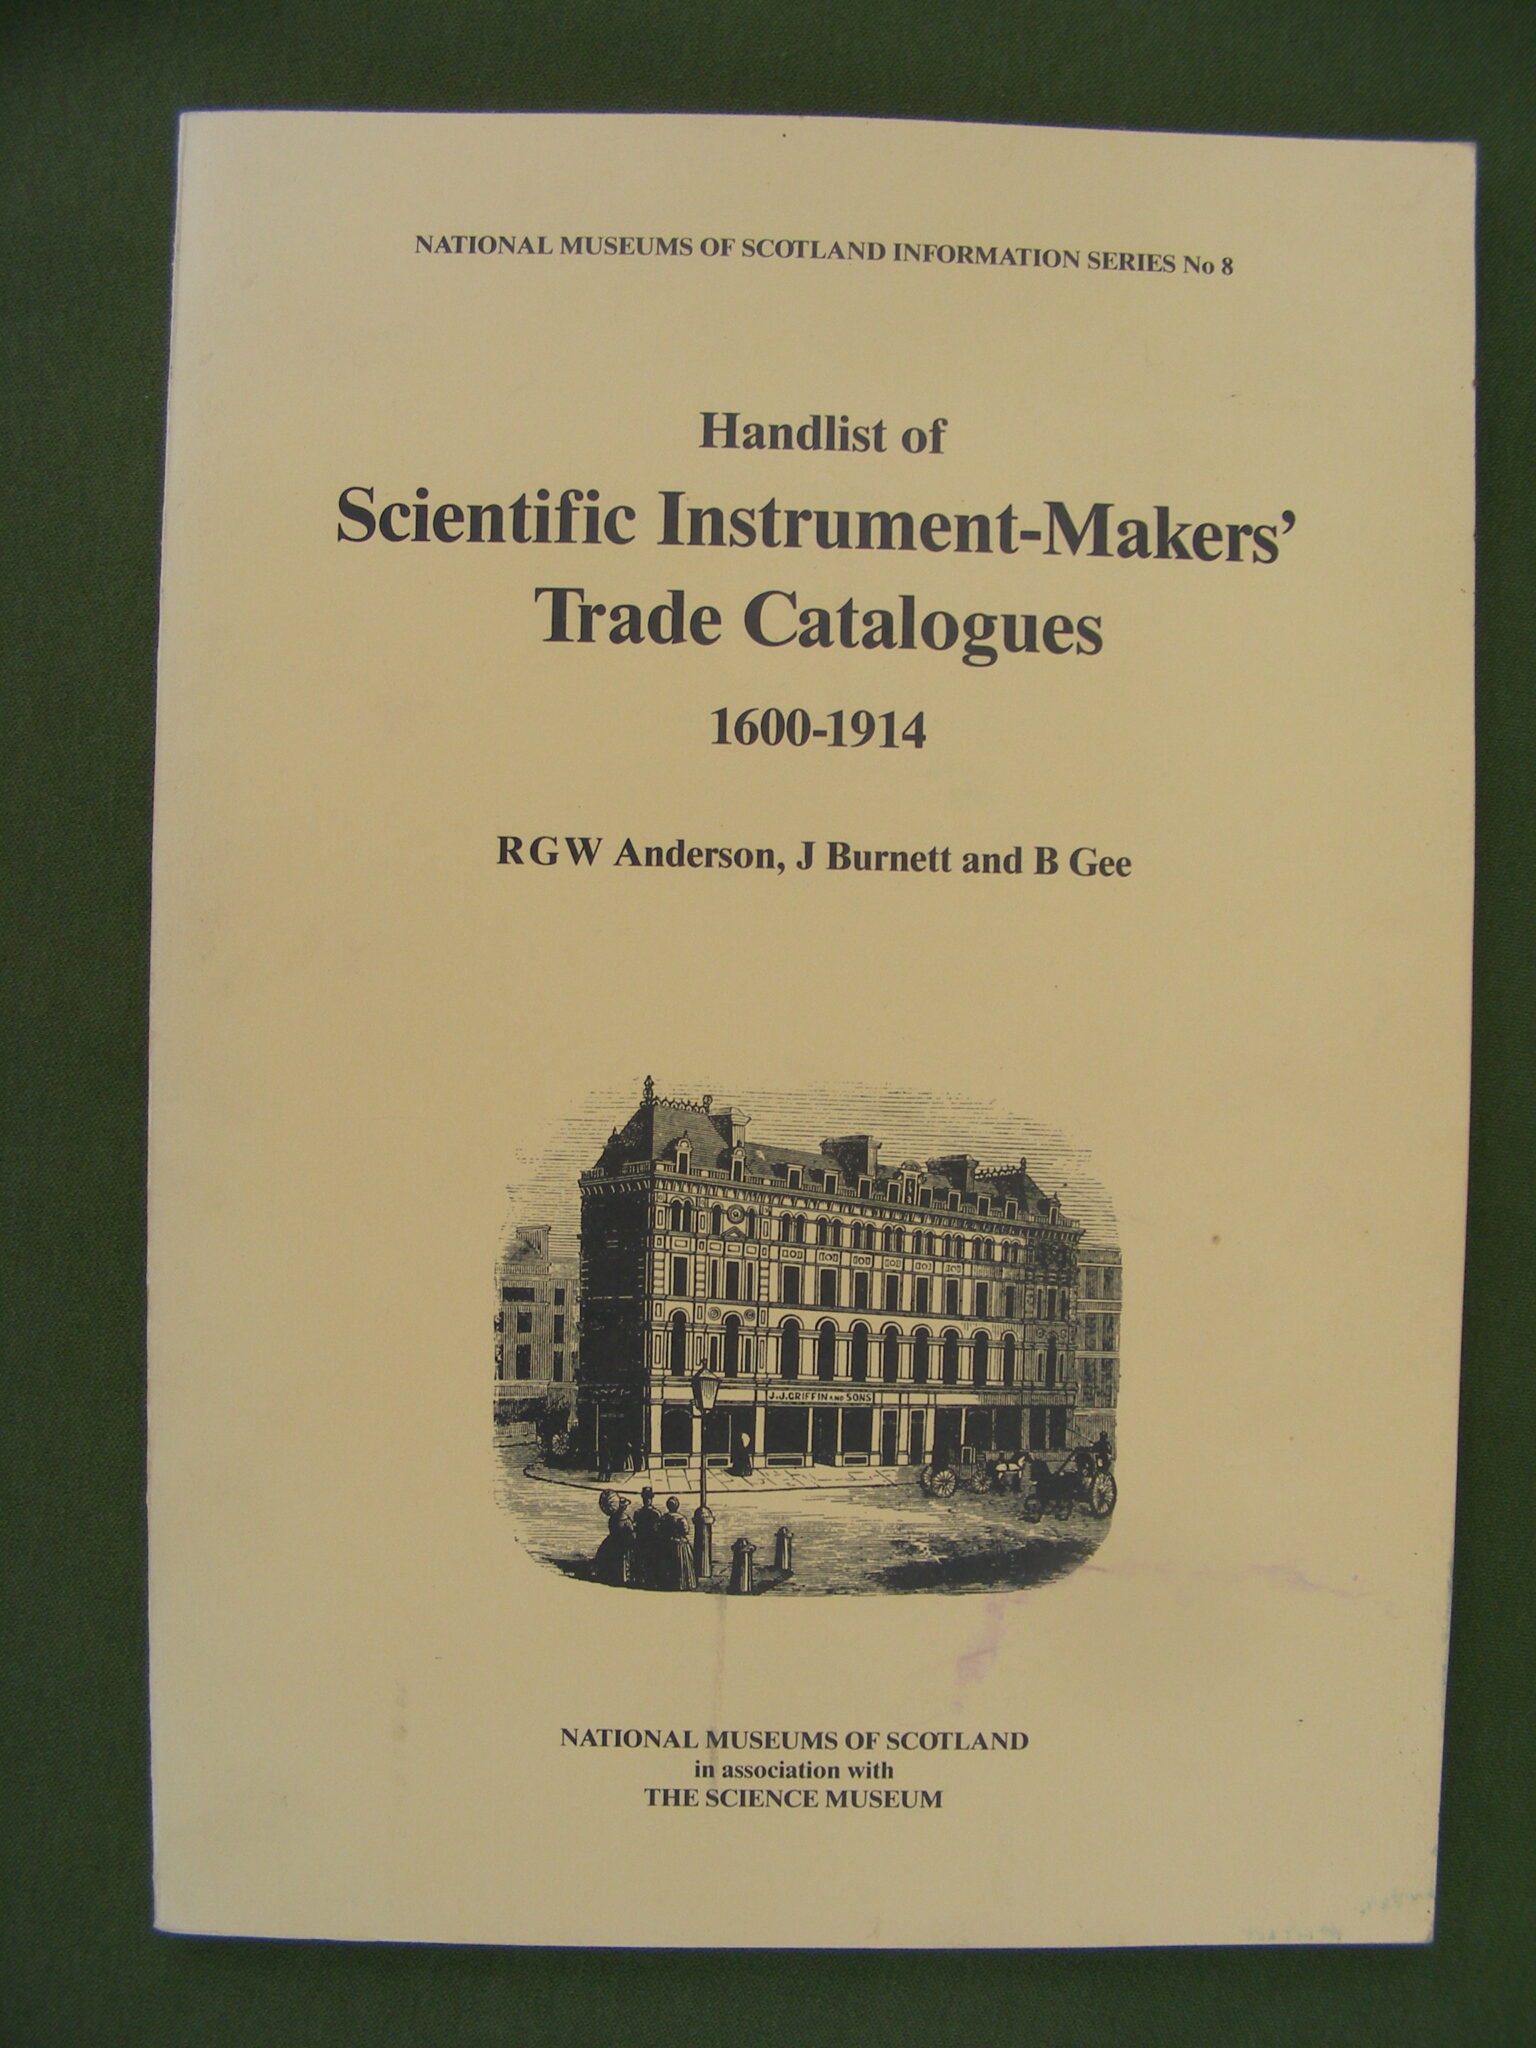 NATIONAL MUSEUMS OF SCOTLAND INFORMATION SERIES No 8
Handlist of
Scientific Instrument-Makers’
Trade Catalogues
1600-1914
R G W Anderson, J Burnett and B Gee
J.J. GRIFFIN AND SONS
NATIONAL MUSEUMS OF SCOTLAND
in association with
THE SCIENCE MUSEUM